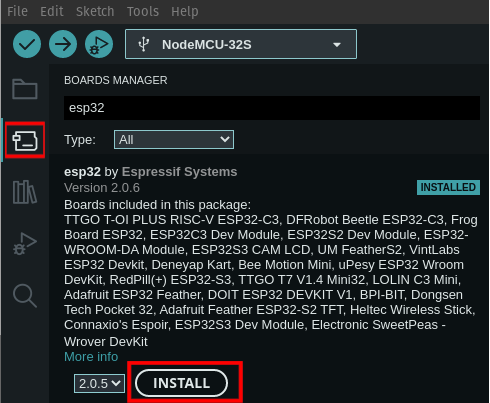 File Edit Sketch Tools Help
NodeMCU-32S
BOARDS MANAGER
esp32
Type: All
esp32 by Espressif Systems
Version 2.0.6 INSTALLED
Boards included in this package:
TTGO T-OI PLUS RISC-V ESP32-C3, DFRobot Beetle ESP32-C3, Frog
Board ESP32, ESP32C3 Dev Module, ESP32S2 Dev Module, ESP32-
WROOM-DA Module, ESP32S3 CAM LCD, UM FeatherS2, VintLabs
ESP32 Devkit, Deneyap Kart, Bee Motion Mini, uPesy ESP32 Wroom
DevKit, RedPill(+) ESP32-S3, TTGO T7 V1.4 Mini32, LOLIN C3 Mini,
Adafruit ESP32 Feather, DOIT ESP32 DEVKIT V1, BPI-BIT, Dongsen
Tech Pocket 32, Adafruit Feather ESP32-S2 TFT, Heltec Wireless Stick,
Connaxio's Espoir, ESP32S3 Dev Module, Electronic SweetPeas -
Wrover DevKit
More info
2.0.5 INSTALL